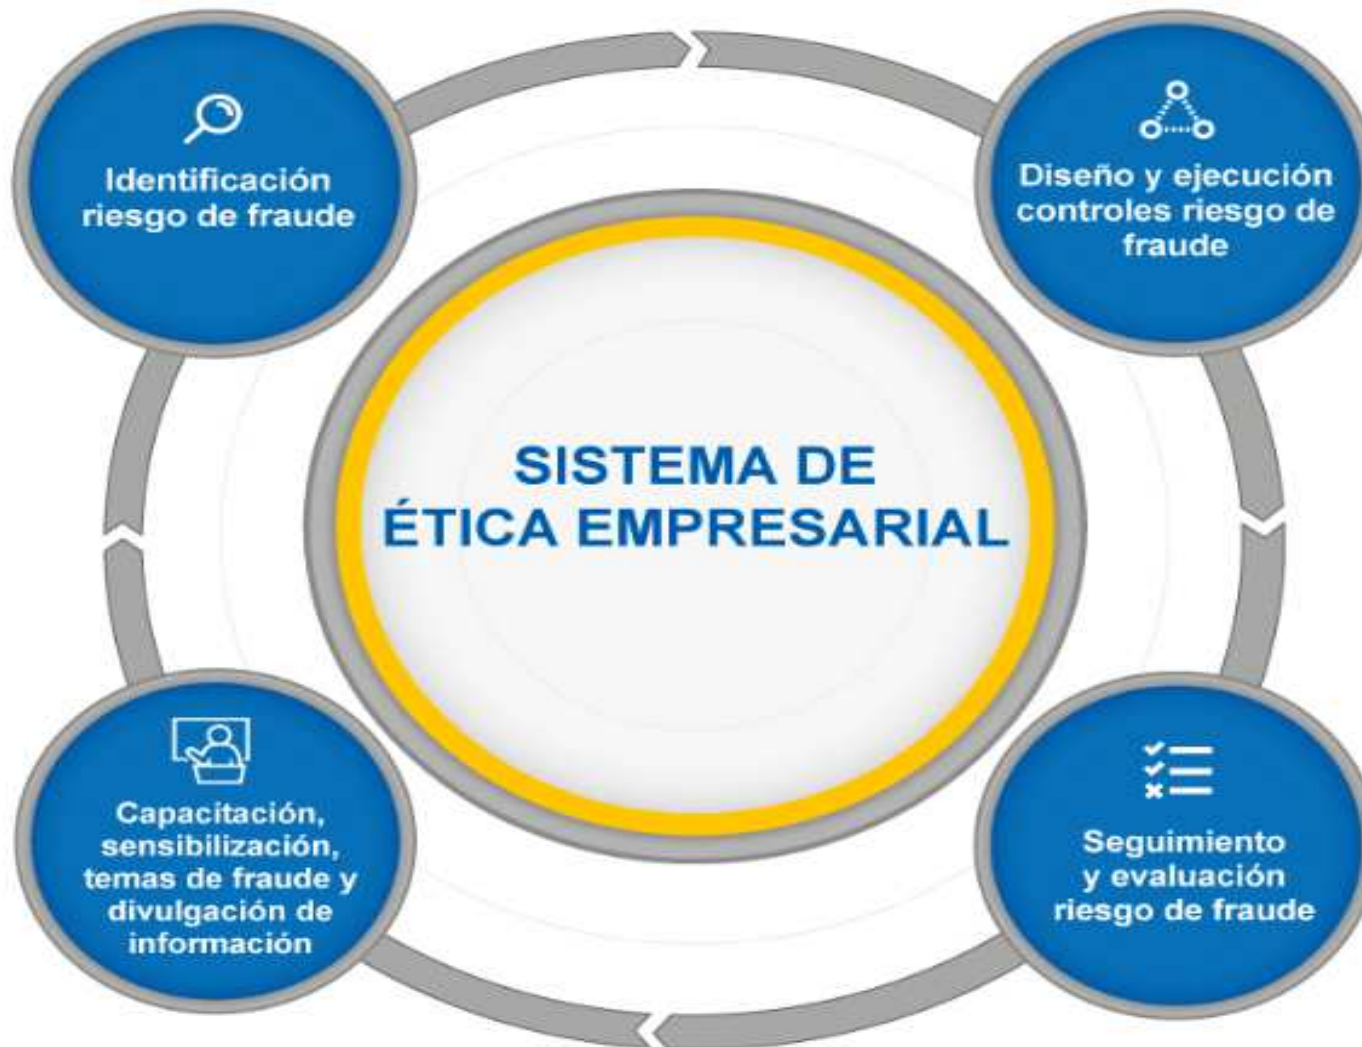 Identificación
riesgo de fraude
Diseño y ejecución
controles riesgo de
fraude
SISTEMA DE
ÉTICA EMPRESARIAL
Capacitación,
sensibilización,
temas de fraude y
divulgación de
información
Seguimiento
y evaluación
riesgo de fraude